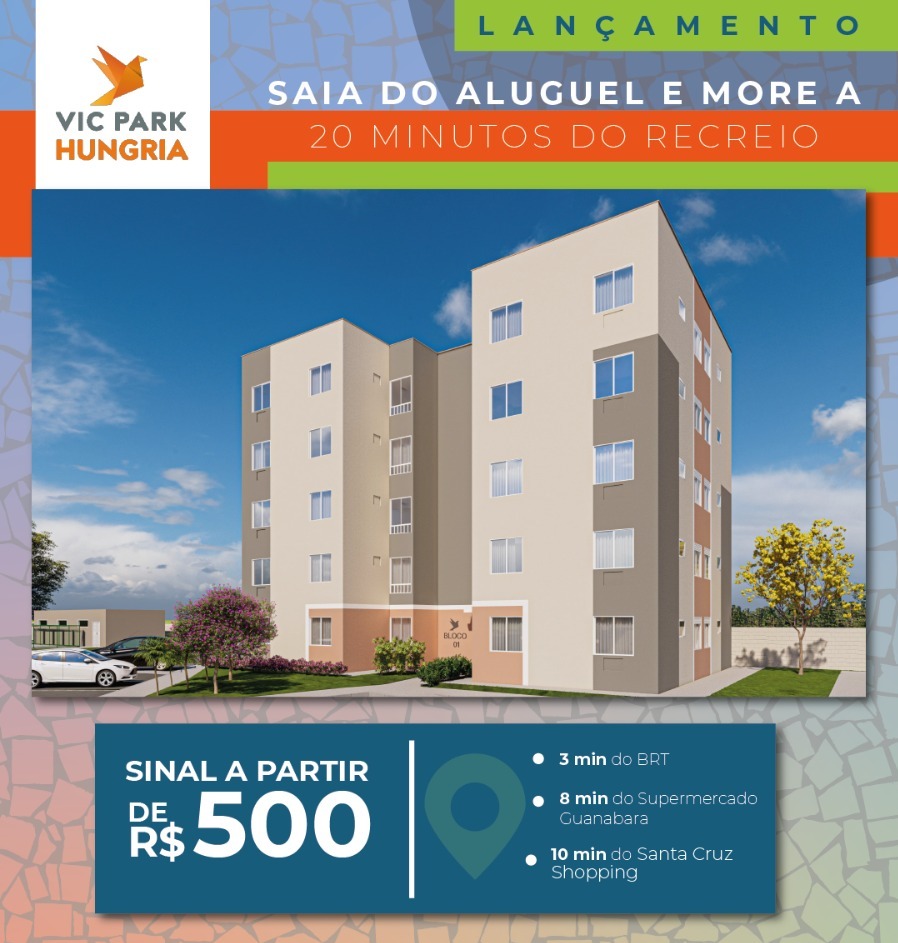 LANÇAMENTO
VIC PARK
HUNGRIA
SAIA DO ALUGUEL E MORE A
20 MINUTOS DO RECREIO
BLOCO
01
SINAL A PARTIR
DE
R$ 500
3 min do BRT
8 min do Supermercado
Guanabara
10 min do Santa Cruz
Shopping